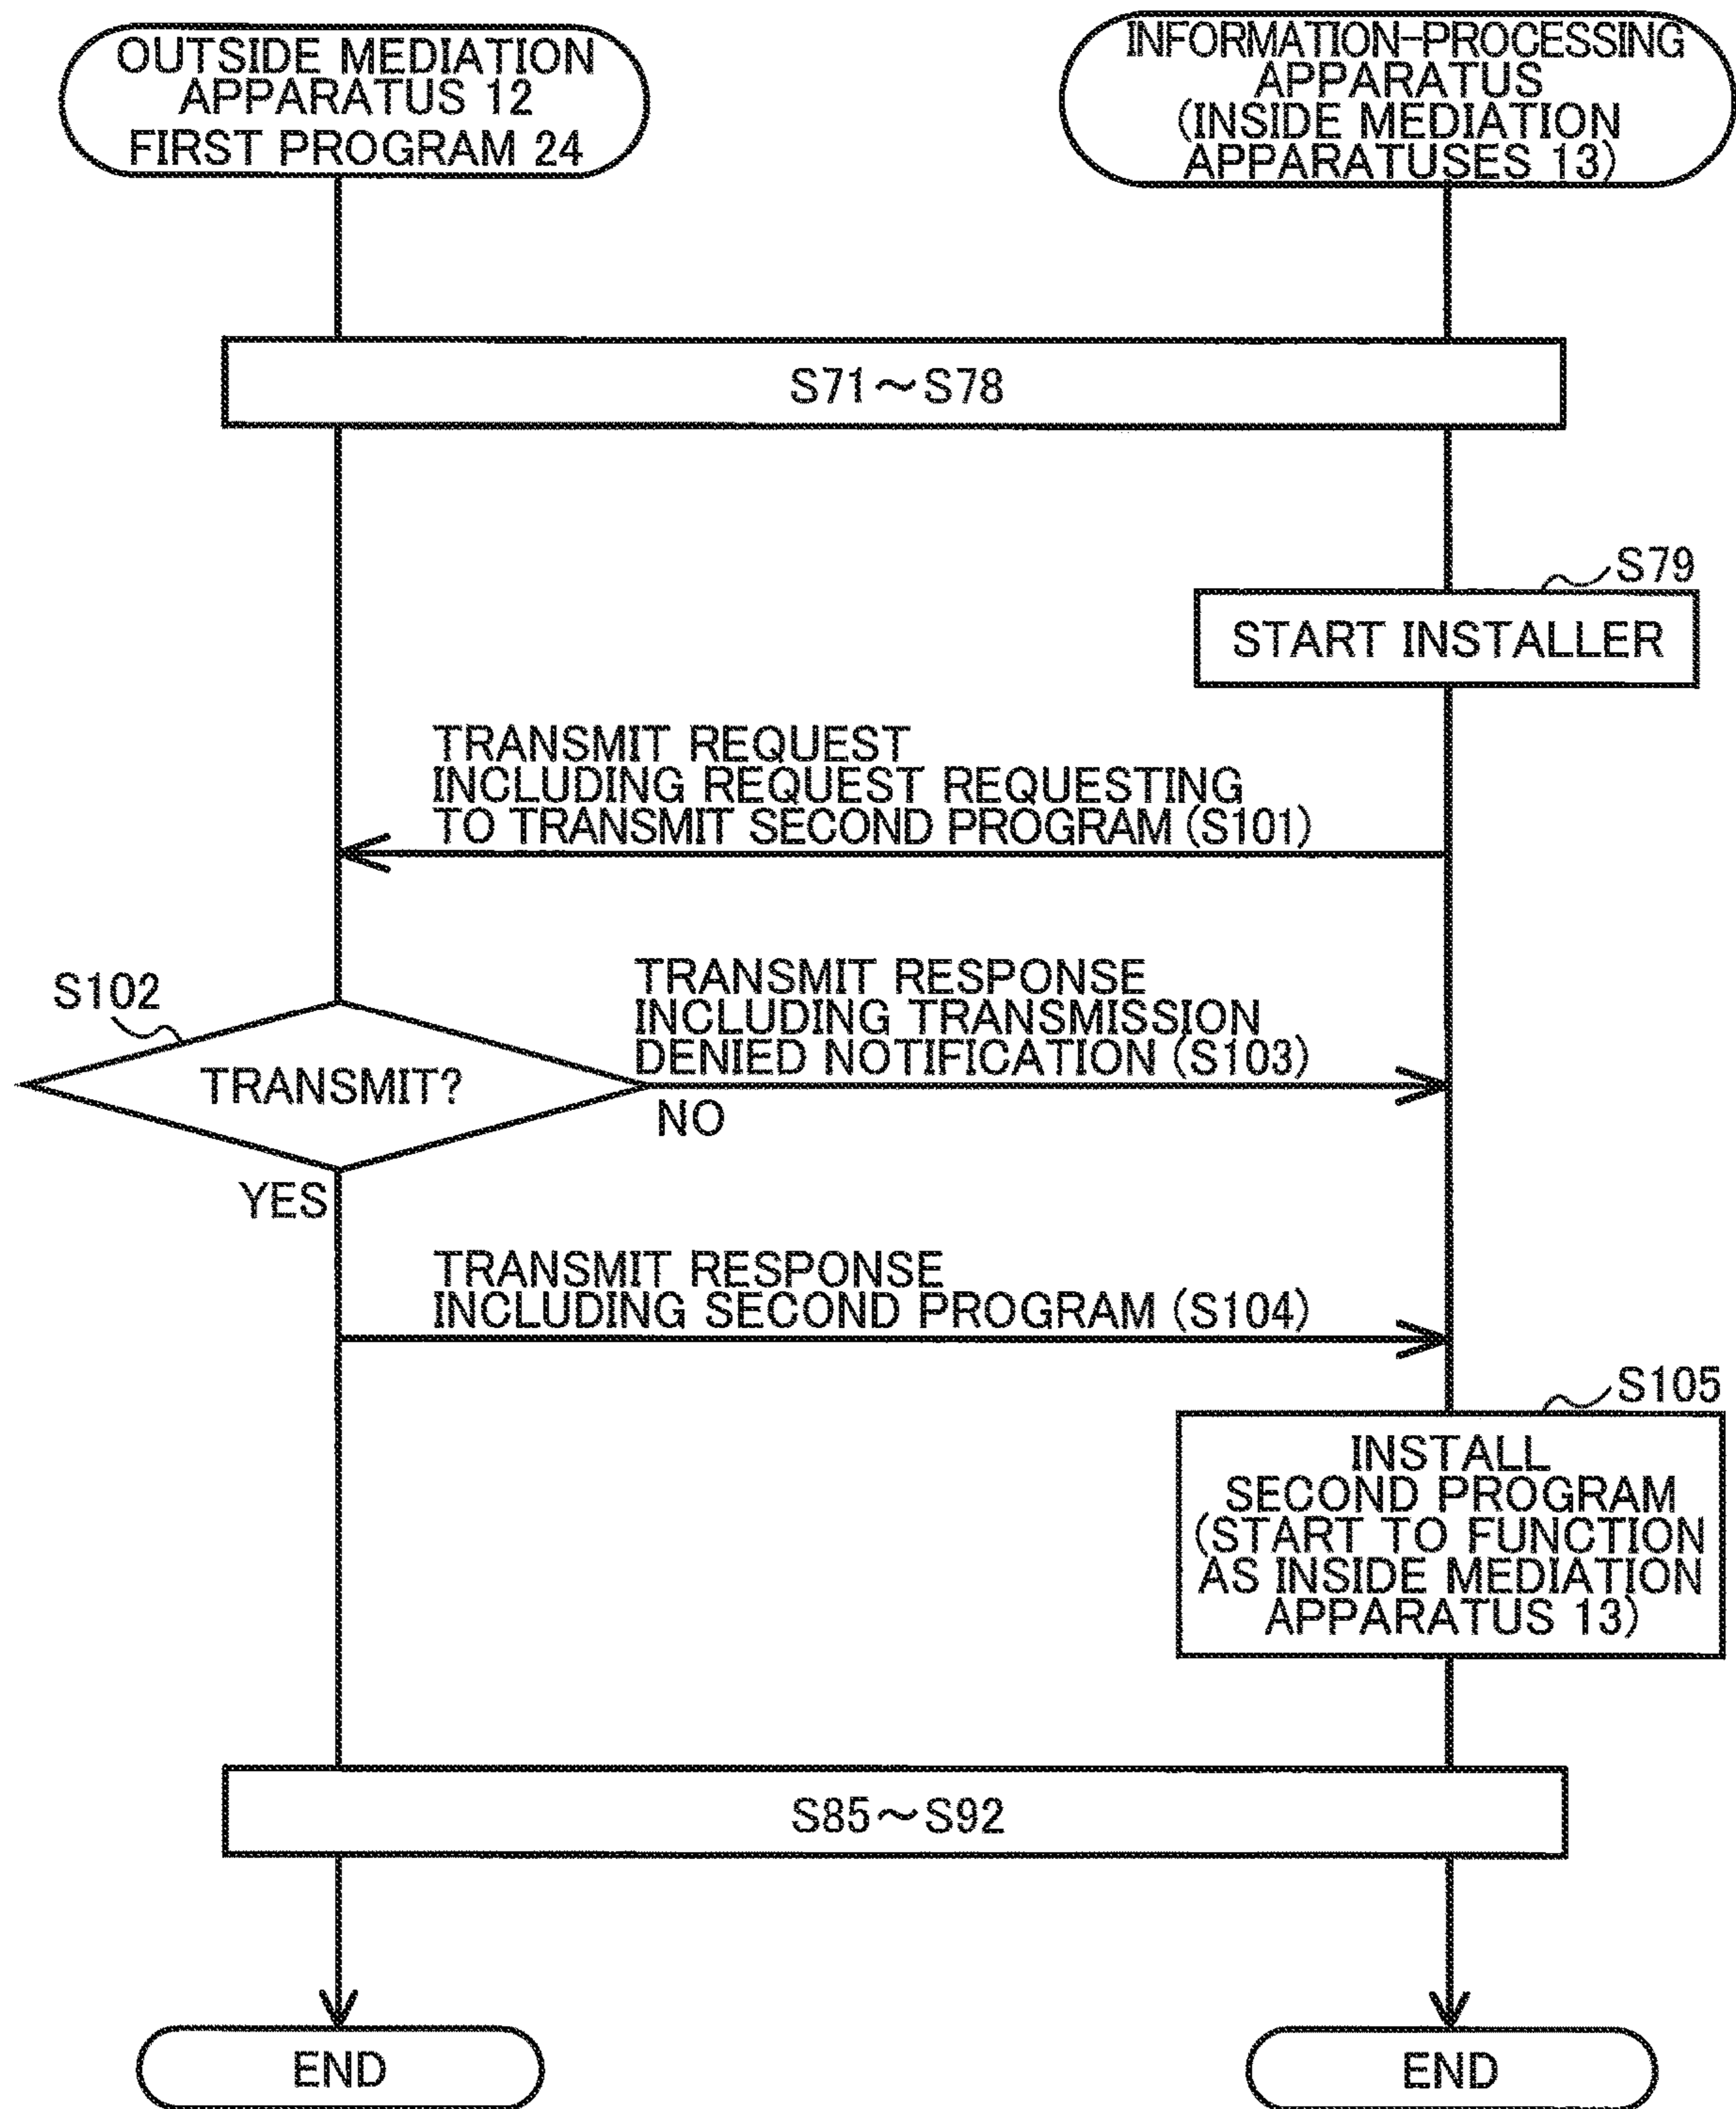 OUTSIDE MEDIATION
APPARATUS 12
FIRST PROGRAM 24
INFORMATION-PROCESSING
APPARATUS
(INSIDE MEDIATION
APPARATUSES 13)
S71～S78
S79
START INSTALLER
TRANSMIT REQUEST
INCLUDING REQUEST REQUESTING
TO TRANSMIT SECOND PROGRAM (S101)
S102
TRANSMIT?
TRANSMIT RESPONSE
INCLUDING TRANSMISSION
DENIED NOTIFICATION (S103)
NO
YES
TRANSMIT RESPONSE
INCLUDING SECOND PROGRAM (S104)
S105
INSTALL
SECOND PROGRAM
(START TO FUNCTION
AS INSIDE MEDIATION
APPARATUS 13)
S85～S92
END
END